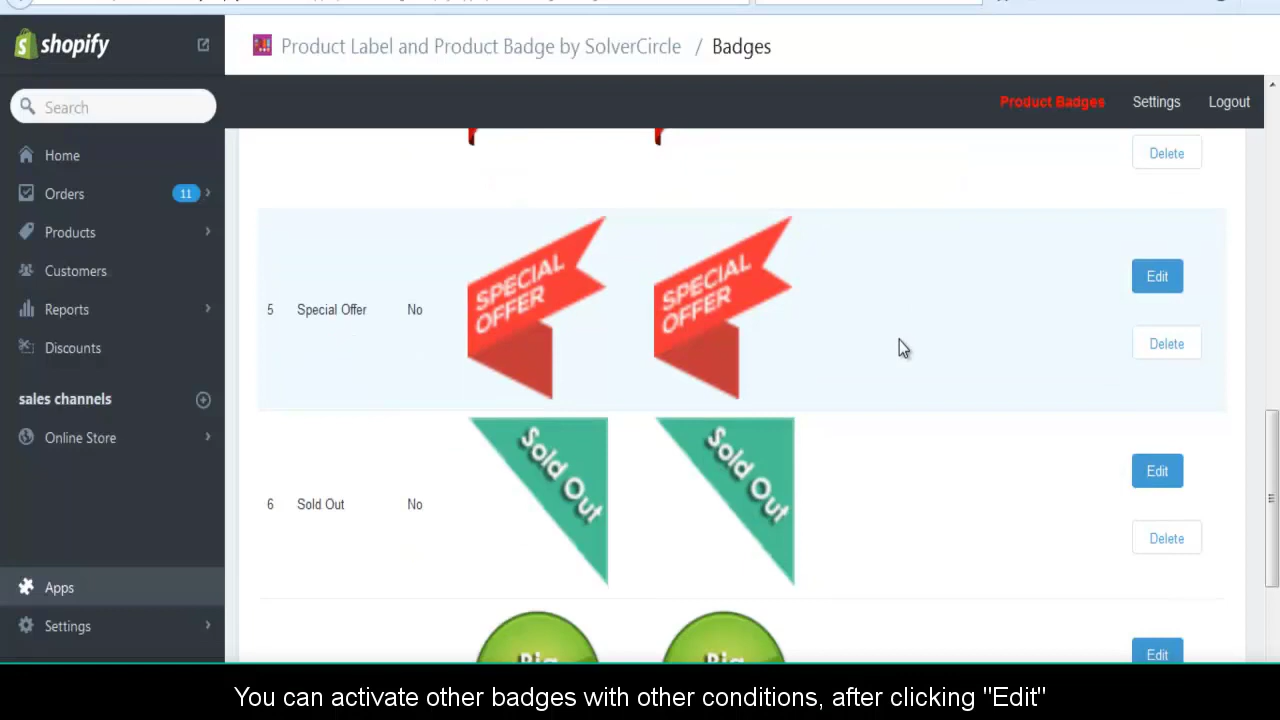 shopify
Product Label and Product Badge by SolverCircle / Badges
Search
Product Badges Settings Logout
Home
Orders 11
Products
Customers
Reports
Discounts
sales channels
Online Store
Apps
Settings
Delete
5 Special Offer No
SPECIAL
OFFER
SPECIAL
OFFER
Edit
Delete
6 Sold Out No
Sold Out
Sold Out
Edit
Delete
Big
Big
Edit
You can activate other badges with other conditions, after clicking "Edit"